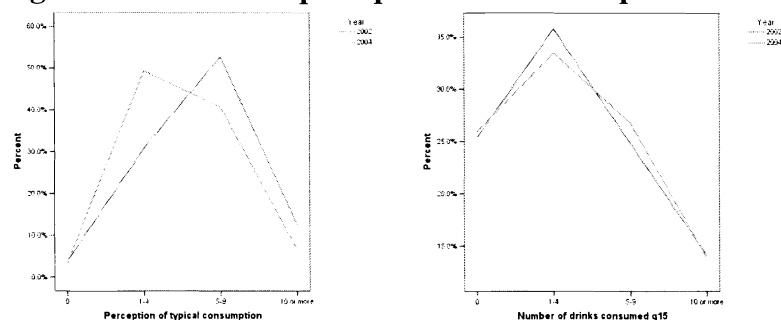 Year
2002
2004
60.0%
50.0%
40.0%
30.0%
20.0%
10.0%
0.0%
Percent
0
1-4
5-9
10 or more
Perception of typical consumption
Year
2002
2004
35.0%
30.0%
25.0%
20.0%
15.0%
Percent
0
1-4
5-9
10 or more
Number of drinks consumed q15